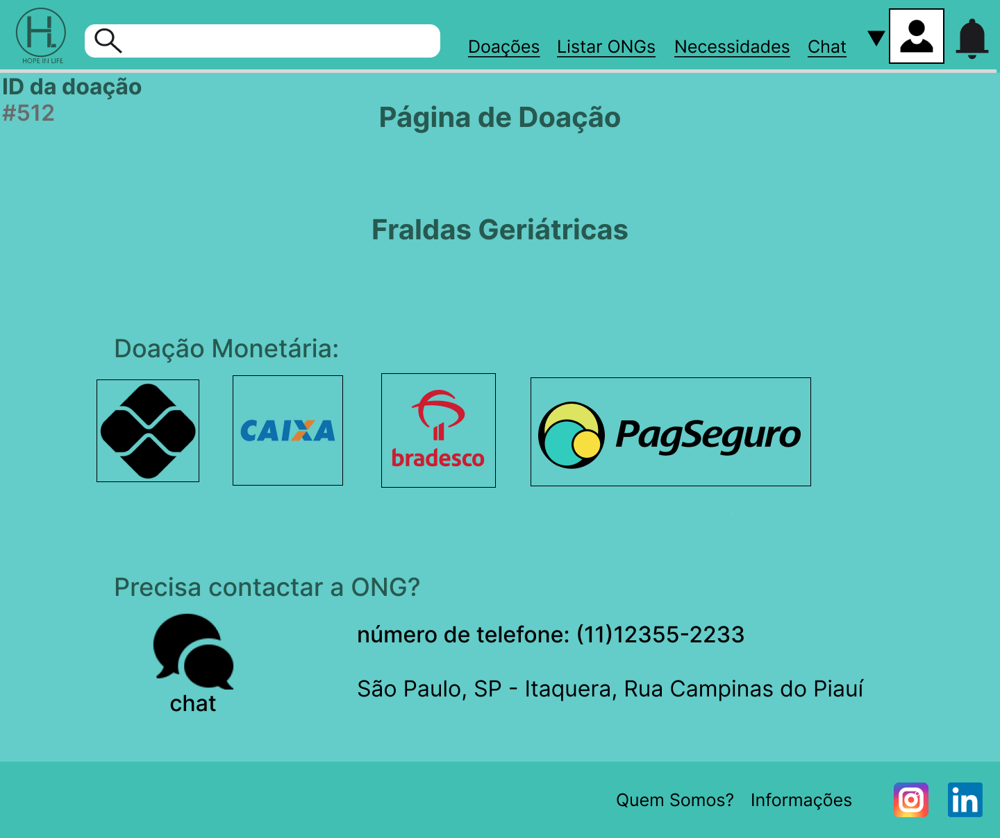 H.
HOPE IN LIFE
Doações
Listar ONGs
Necessidades
Chat
ID da doação
#512
Página de Doação
Fraldas Geriátricas
Doação Monetária:
CAIXA
bradesco
PagSeguro
Precisa contactar a ONG?
chat
número de telefone: (11)12355-2233
São Paulo, SP - Itaquera, Rua Campinas do Piauí
Quem Somos?
Informações
in